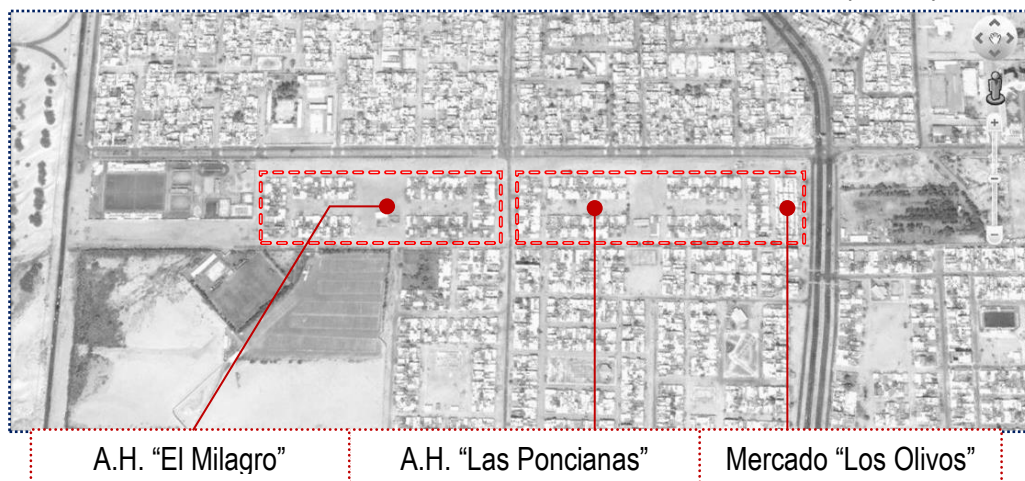 A.H. “El Milagro”
A.H. “Las Poncianas”
Mercado “Los Olivos”